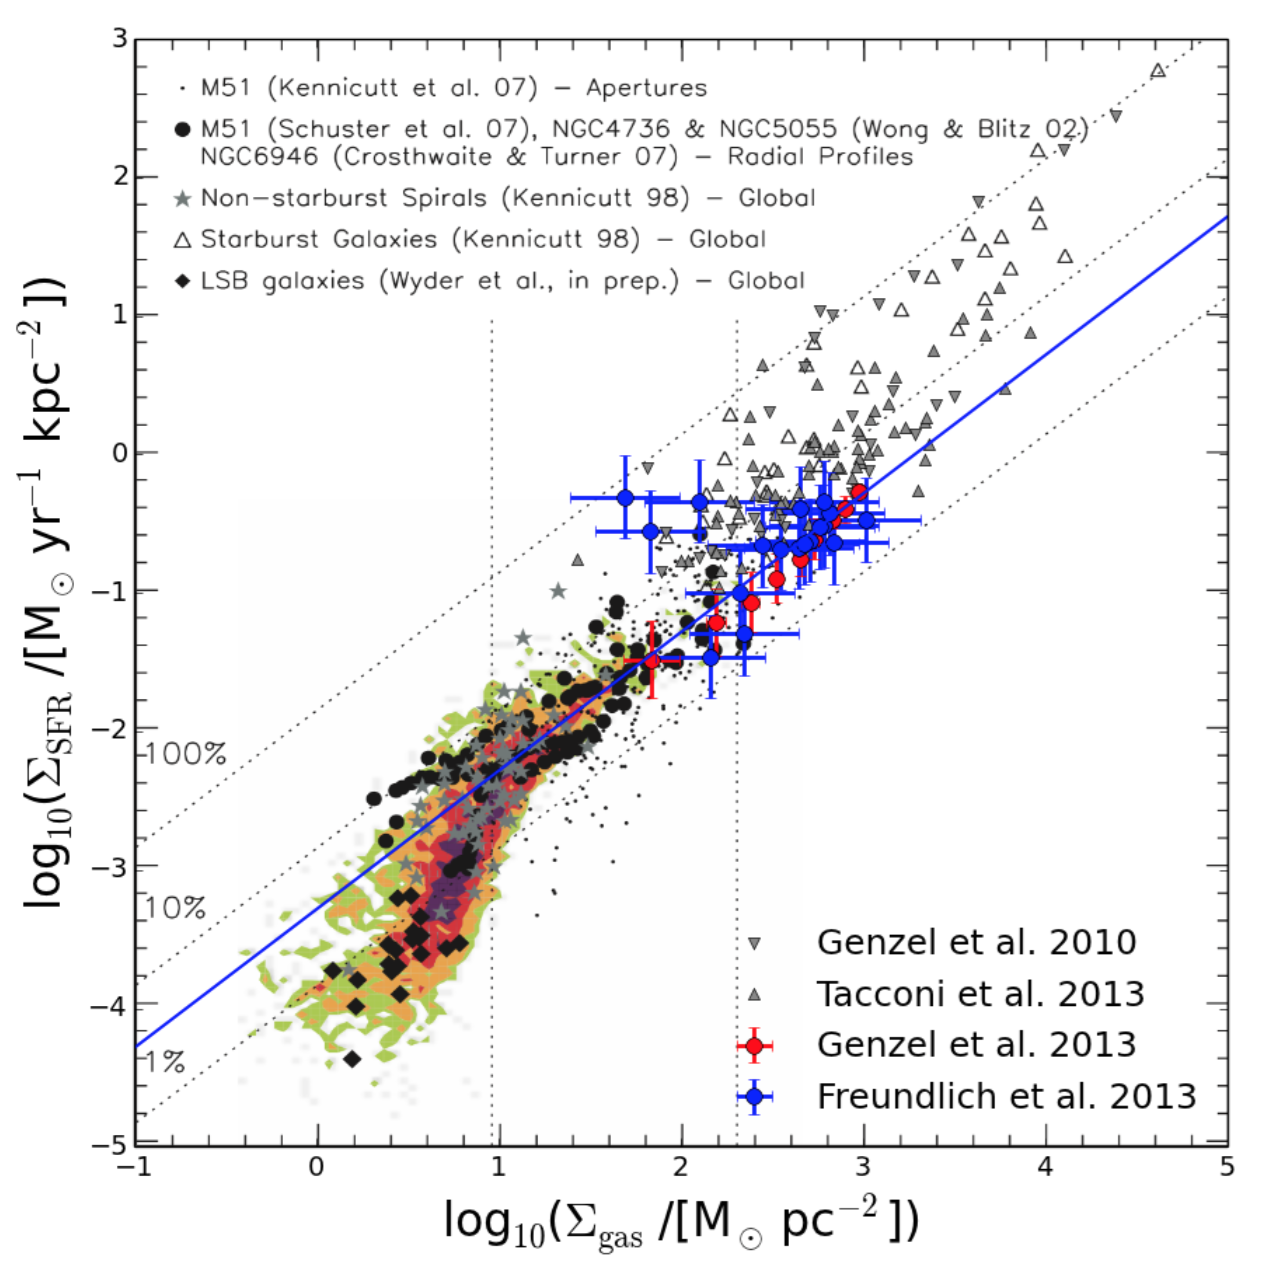 3
2
1
0
−1
−2
−3
−4
−5
log10(ΣSFR /[M⊙ yr−1 kpc−2 ])
M51 (Kennicutt et al. 07) − Apertures
M51 (Schuster et al. 07), NGC4736 & NGC5055 (Wong & Blitz 02)
NGC6946 (Crosthwaite & Turner 07) − Radial Profiles
Non−starburst Spirals (Kennicutt 98) − Global
Starburst Galaxies (Kennicutt 98) − Global
LSB galaxies (Wyder et al., in prep.) − Global
100%
10%
1%
Genzel et al. 2010
Tacconi et al. 2013
Genzel et al. 2013
Freundlich et al. 2013
−1 0 1 2 3 4 5
log10(Σgas /[M⊙ pc−2 ])